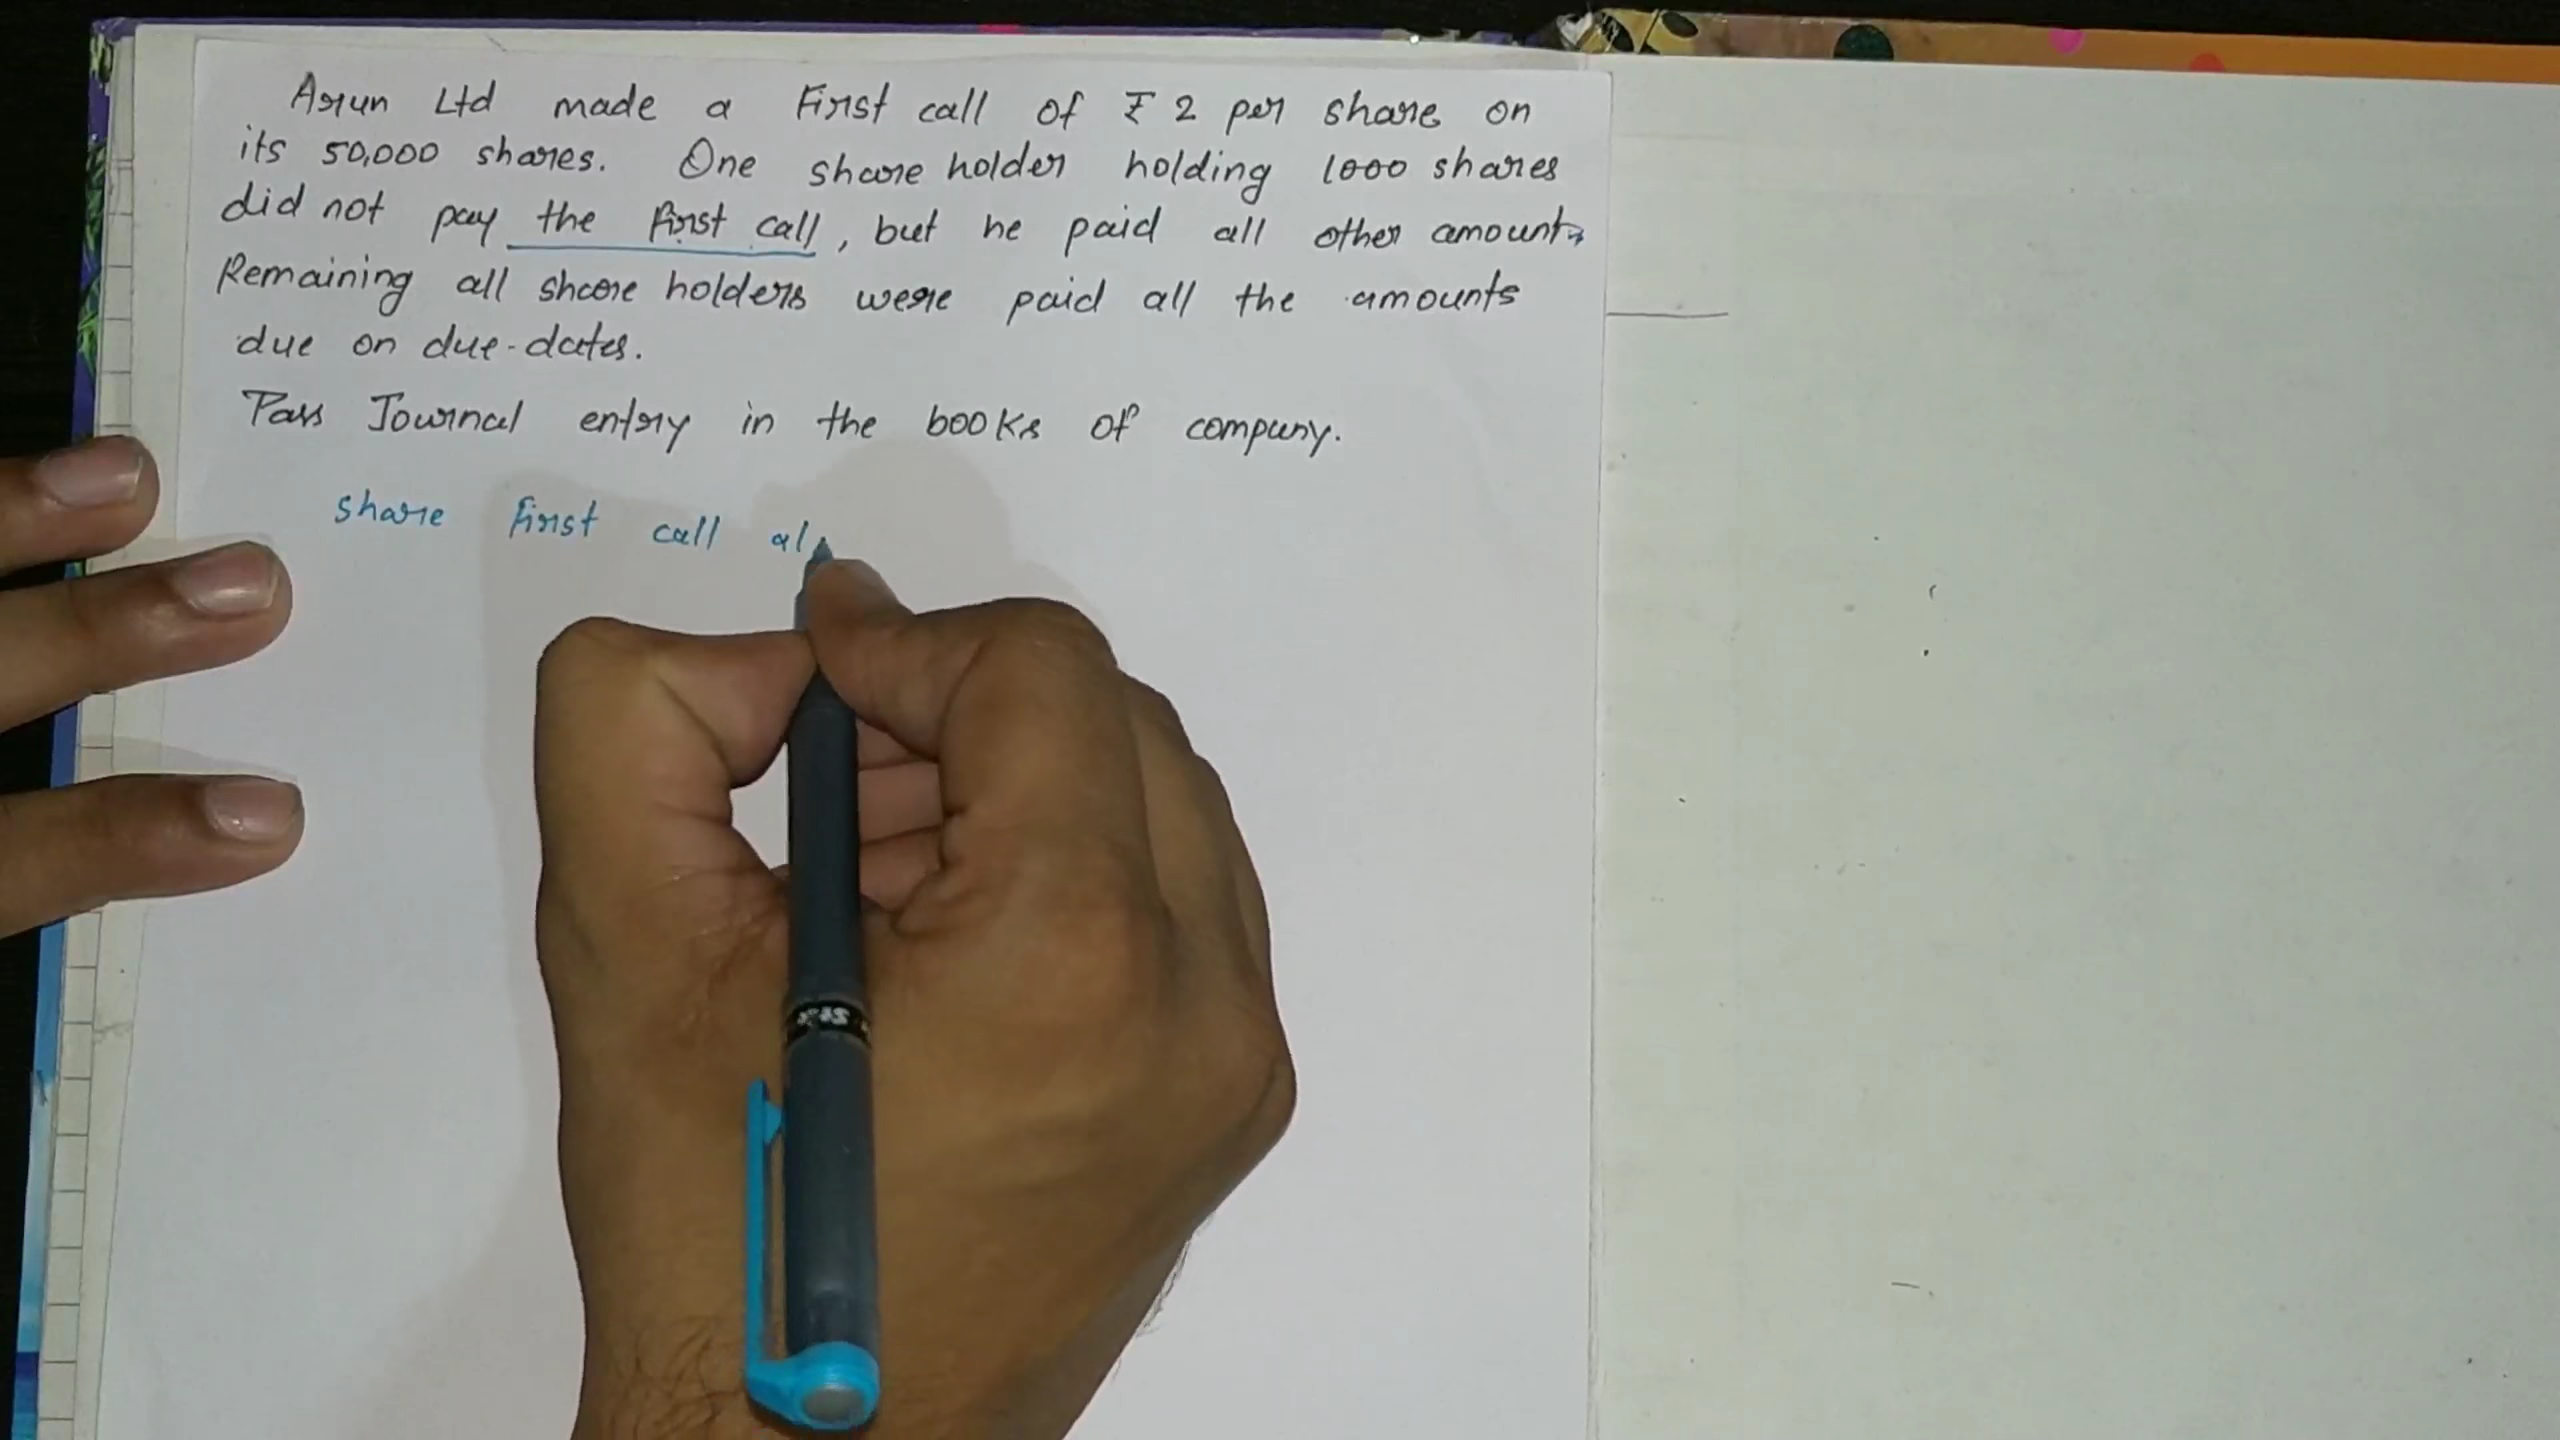 Arun Ltd made a First call of ₹ 2 per share on
its 50,000 shares. One share holder holding 1000 shares
did not pay the first call, but he paid all other amounts
Remaining all share holders were paid all the amounts
due on due-dates.
Pass Journal entry in the books of company.
share first call a/